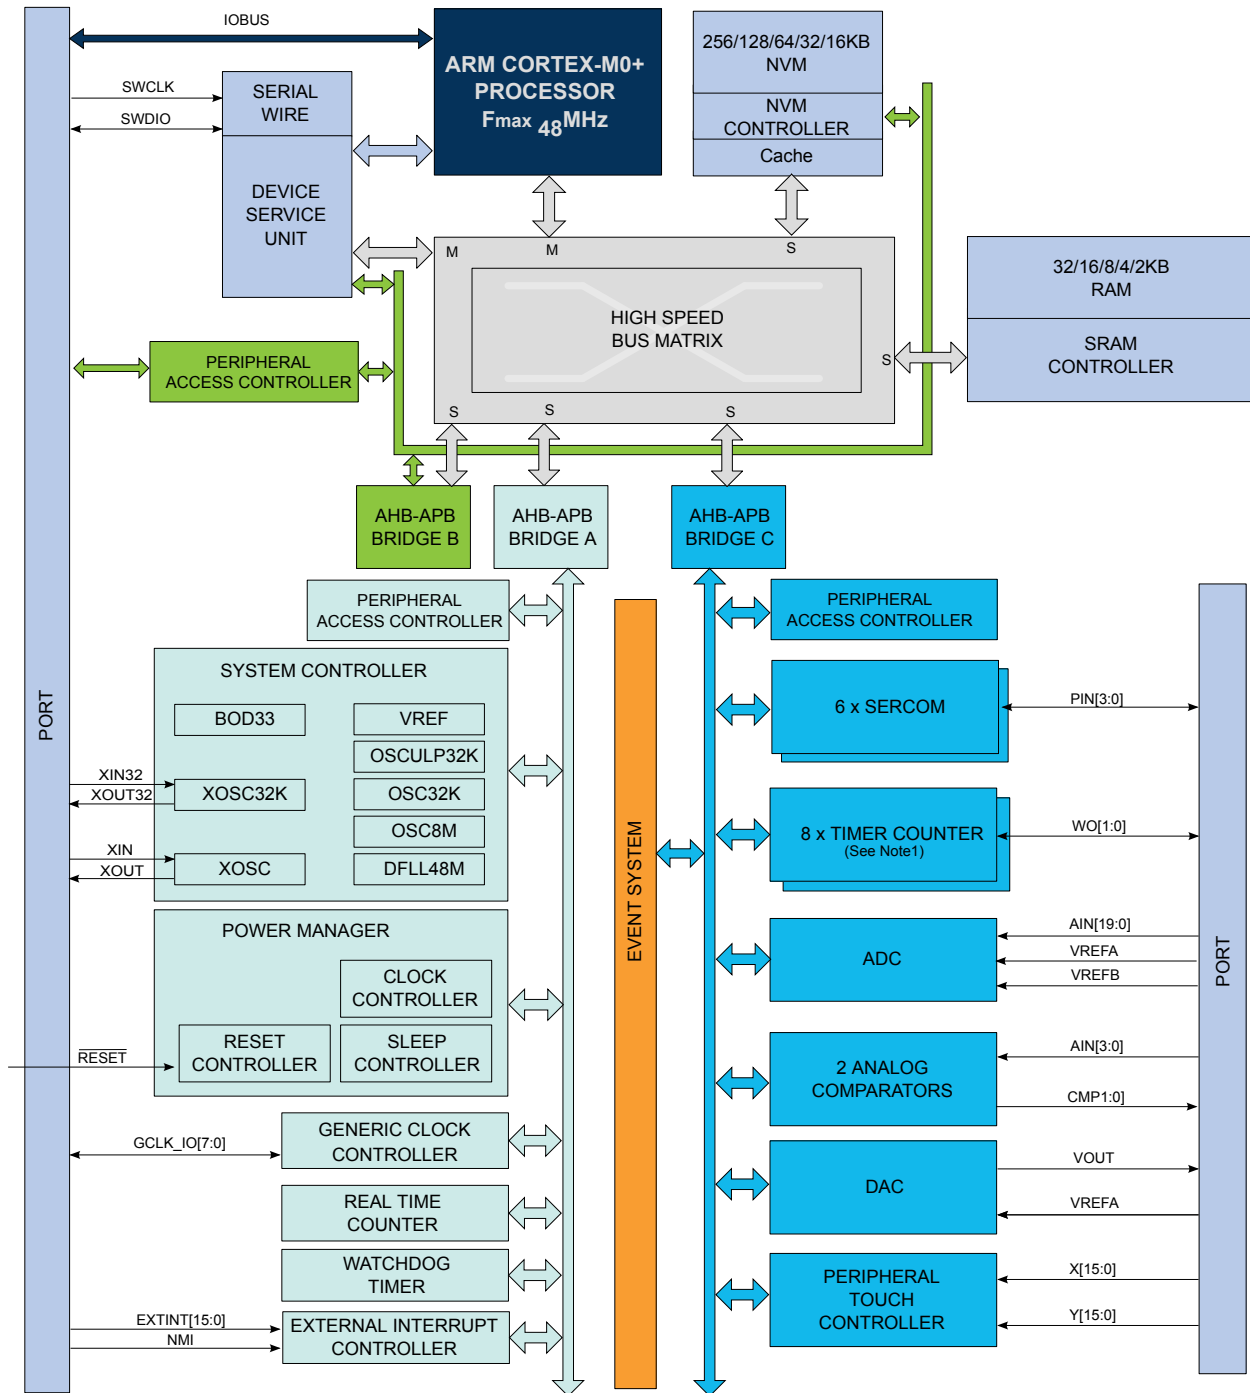 IOBUS
ARM CORTEX-M0+
PROCESSOR
Fmax 48MHz
256/128/64/32/16KB
NVM
NVM
CONTROLLER
Cache
SWCLK
SWDIO
SERIAL
WIRE
DEVICE
SERVICE
UNIT
M
M
S
HIGH SPEED
BUS MATRIX
S
S
S
S
32/16/8/4/2KB
RAM
SRAM
CONTROLLER
PERIPHERAL
ACCESS CONTROLLER
AHB-APB
BRIDGE B
AHB-APB
BRIDGE A
AHB-APB
BRIDGE C
PORT
PERIPHERAL
ACCESS CONTROLLER
SYSTEM CONTROLLER
BOD33
VREF
OSCULP32K
XIN32
XOUT32
XOSC32K
OSC32K
OSC8M
XIN
XOUT
XOSC
DFLL48M
POWER MANAGER
CLOCK
CONTROLLER
RESET
RESET
CONTROLLER
SLEEP
CONTROLLER
GCLK_IO[7:0]
GENERIC CLOCK
CONTROLLER
REAL TIME
COUNTER
WATCHDOG
TIMER
EXTINT[15:0]
NMI
EXTERNAL INTERRUPT
CONTROLLER
EVENT SYSTEM
PERIPHERAL
ACCESS CONTROLLER
6 x SERCOM
PIN[3:0]
8 x TIMER COUNTER
(See Note1)
WO[1:0]
ADC
AIN[19:0]
VREFA
VREFB
2 ANALOG
COMPARATORS
AIN[3:0]
CMP1:0]
DAC
VOUT
VREFA
PERIPHERAL
TOUCH
CONTROLLER
X[15:0]
Y[15:0]
PORT